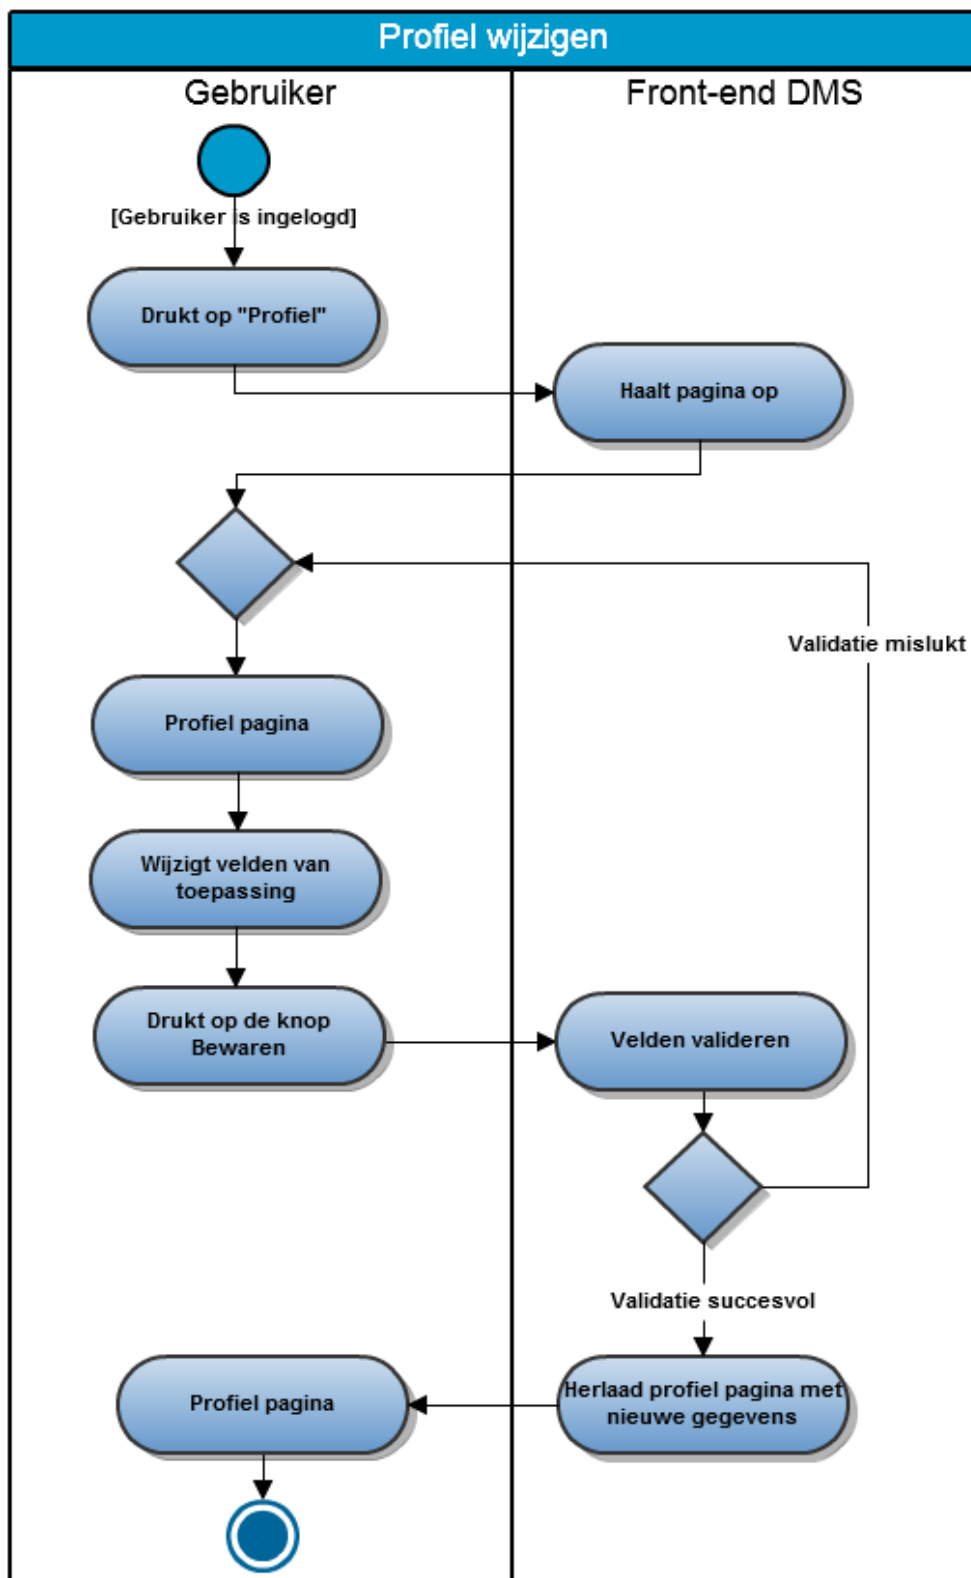 Profiel wijzigen
Gebruiker
Front-end DMS
[Gebruiker is ingelogd]
Drukt op "Profiel"
Haalt pagina op
Validatie mislukt
Profiel pagina
Wijzigt velden van
toepassing
Drukt op de knop
Bewaren
Velden valideren
Validatie succesvol
Herlaad profiel pagina met
nieuwe gegevens
Profiel pagina